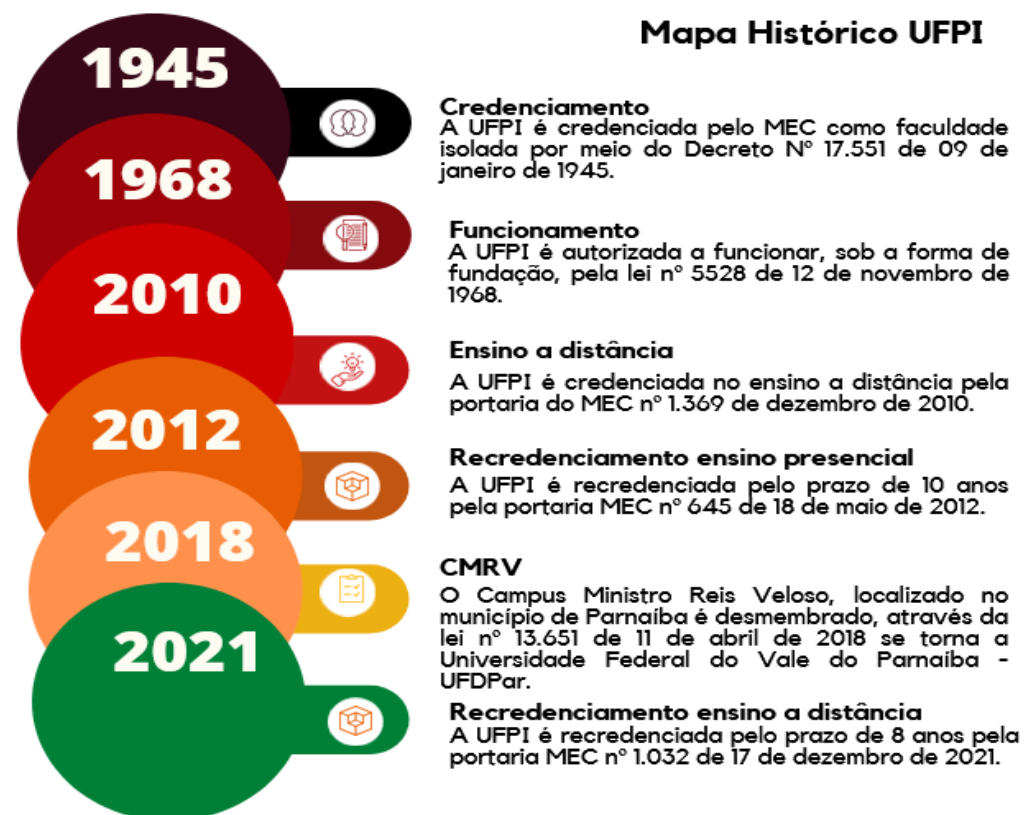 Mapa Histórico UFPI
1945
Credenciamento
A UFPI é credenciada pelo MEC como faculdade
isolada por meio do Decreto Nº 17.551 de 09 de
janeiro de 1945.
1968
Funcionamento
A UFPI é autorizada a funcionar, sob a forma de
fundação, pela lei nº 5528 de 12 de novembro de
1968.
2010
Ensino a distância
A UFPI é credenciada no ensino a distância pela
portaria do MEC nº 1.369 de dezembro de 2010.
2012
Recredenciamento ensino presencial
A UFPI é recredenciada pelo prazo de 10 anos
pela portaria MEC nº 645 de 18 de maio de 2012.
2018
CMRV
O Campus Ministro Reis Veloso, localizado no
município de Parnaíba é desmembrado, através da
lei nº 13.651 de 11 de abril de 2018 se torna a
Universidade Federal do Vale do Parnaíba -
UFDPar.
2021
Recredenciamento ensino a distância
A UFPI é recredenciada pelo prazo de 8 anos pela
portaria MEC nº 1.032 de 17 de dezembro de 2021.